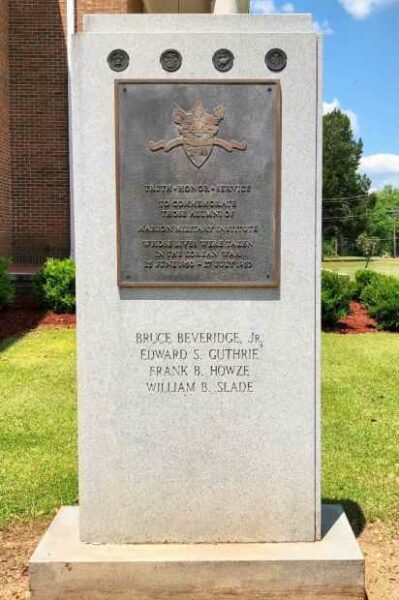 TRUTH • HONOR • SERVICE
TO COMMEMORATE
THOSE ALUMNI OF
MARION MILITARY INSTITUTE
WHOSE LIVES WERE TAKEN
IN THE KOREAN WAR
25 JUNE 1950 - 27 JULY 1953
BRUCE BEVERIDGE, JR.
EDWARD S. GUTHRIE
FRANK B. HOWZE
WILLIAM B. SLADE